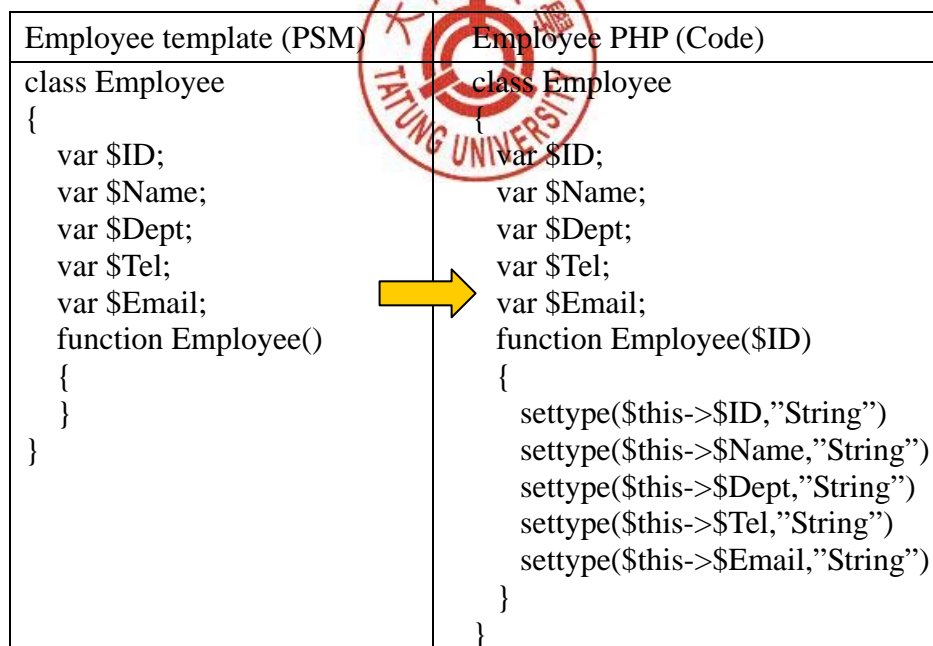 Employee template (PSM)
class Employee
{
var $ID;
var $Name;
var $Dept;
var $Tel;
var $Email;
function Employee()
{
}
}
Employee PHP (Code)
class Employee
{
var $ID;
var $Name;
var $Dept;
var $Tel;
var $Email;
function Employee($ID)
{
settype($this->$ID,”String”)
settype($this->$Name,”String”)
settype($this->$Dept,”String”)
settype($this->$Tel,”String”)
settype($this->$Email,”String”)
}
}
大
學
TATUNG UNIVERSITY